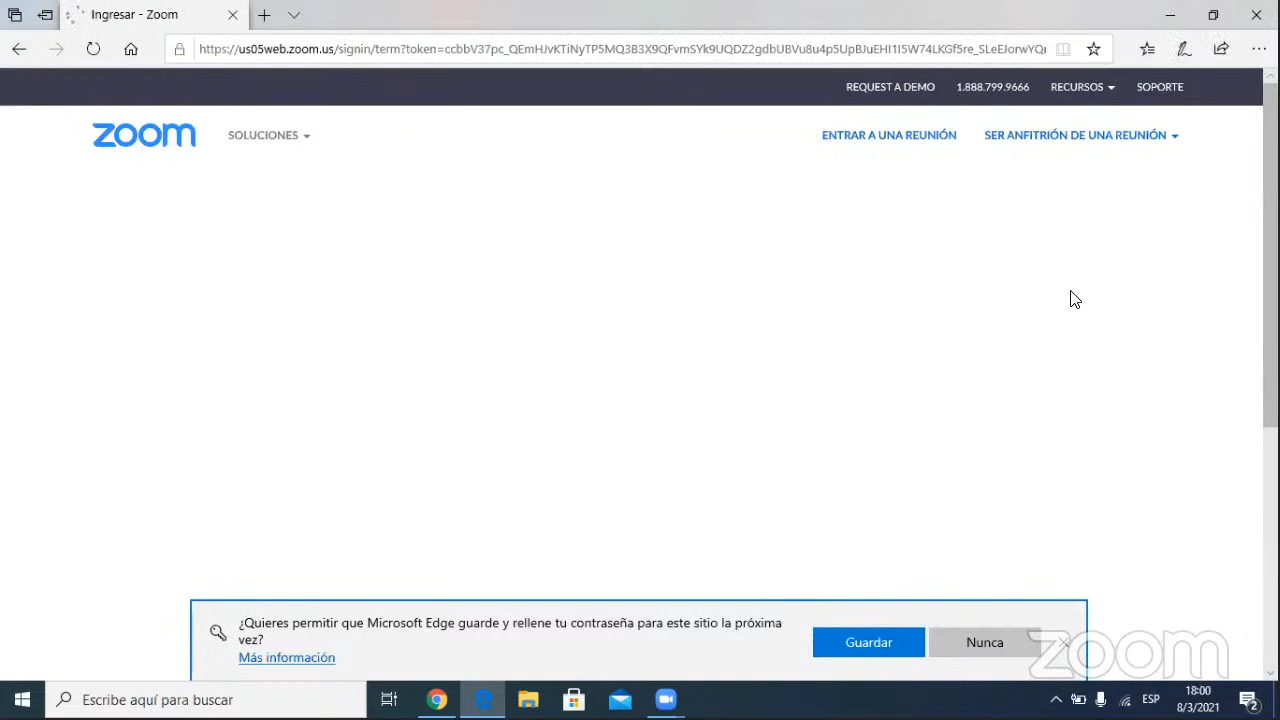 Ingresar - Zoom
https://us05web.zoom.us/signin/term?token=ccbbV37pc_QEmHJvKTiNyTP5MQ3B3X9QFvmSYk9UQDZ2gdbUBVu8u4p5UpBJuEHI1I5W74LKGf5re_SLeEJorwYQr
REQUEST A DEMO 1.888.799.9666 RECURSOS SOPORTE
zoom SOLUCIONES ENTRAR A UNA REUNIÓN SER ANFITRIÓN DE UNA REUNIÓN
¿Quieres permitir que Microsoft Edge guarde y rellene tu contraseña para este sitio la próxima
vez?
Más información
Guardar Nunca
zoom
Escribe aquí para buscar
ESP
18:00
8/3/2021
2